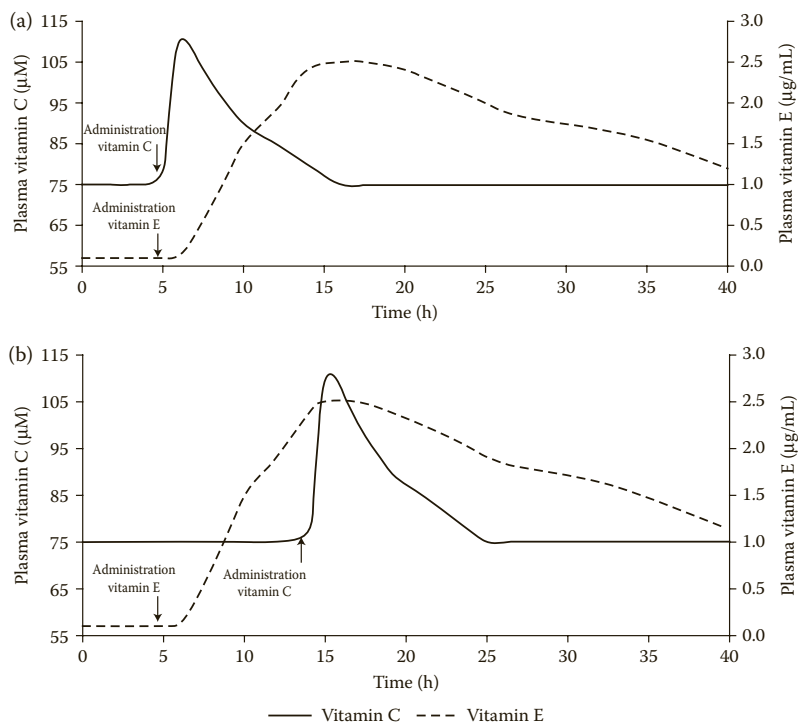 (a)
115
105
95
85
75
65
55
Plasma vitamin C (μM)
3.0
2.5
2.0
1.5
1.0
0.5
0.0
Plasma vitamin E (μg/mL)
Administration
vitamin C
Administration
vitamin E
0 5 10 15 20 25 30 35 40
Time (h)
(b)
115
105
95
85
75
65
55
Plasma vitamin C (μM)
3.0
2.5
2.0
1.5
1.0
0.5
0.0
Plasma vitamin E (μg/mL)
Administration
vitamin E
Administration
vitamin C
0 5 10 15 20 25 30 35 40
Time (h)
Vitamin C Vitamin E